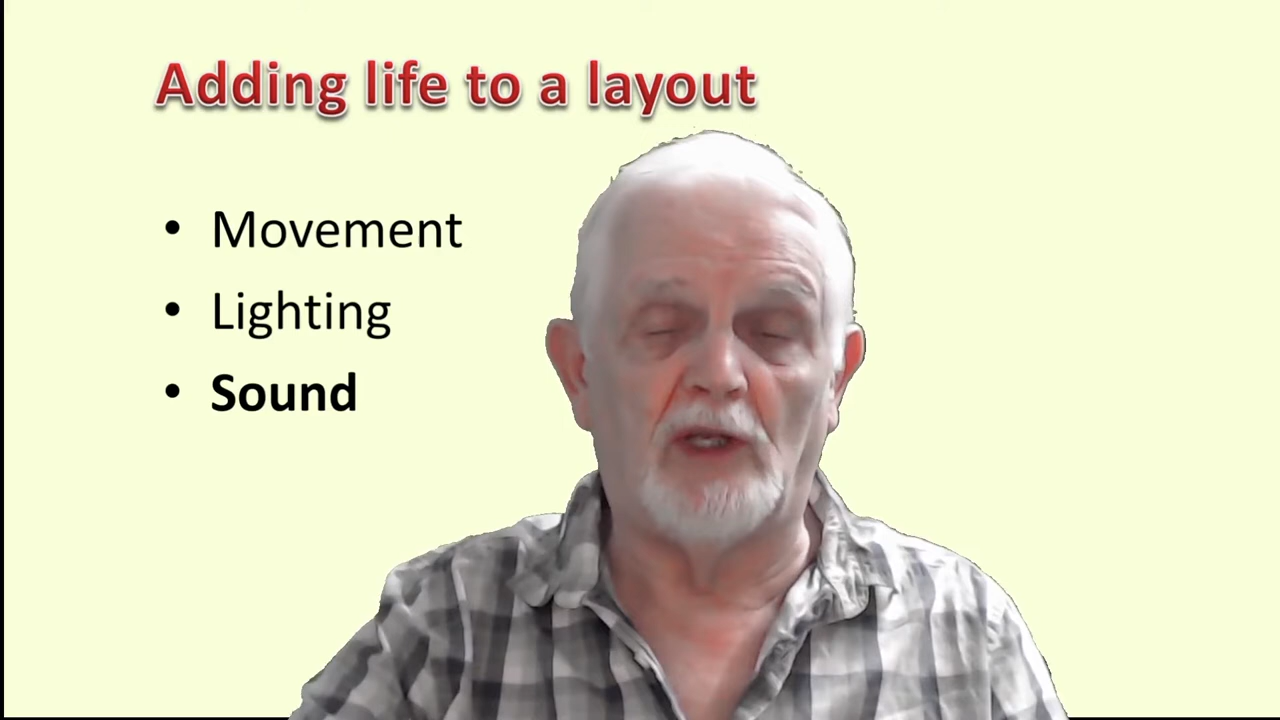 Adding life to a layout
• Movement
• Lighting
• Sound